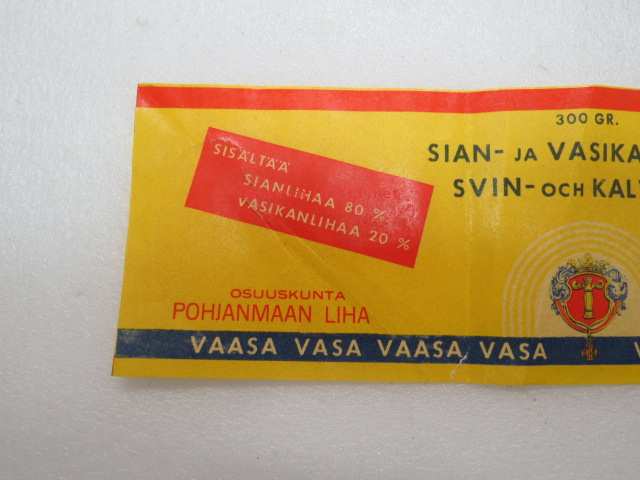 SISÄLTÄÄ
SIANLIHAA 80 %
VASIKANLIHAA 20 %
300 GR.
SIAN- JA VASIKA
SVIN- OCH KAL
OSUUSKUNTA
POHJANMAAN LIHA
VAASA VASA VAASA VASA V